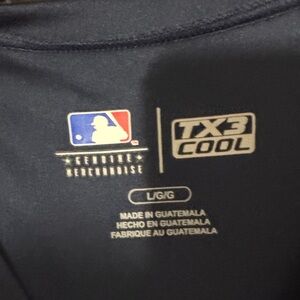 TX3
COOL
★ GENUINE ★
MERCHANDISE
L/G/G
MADE IN GUATEMALA
HECHO EN GUATEMALA
FABRIQUE AU GUATEMALA